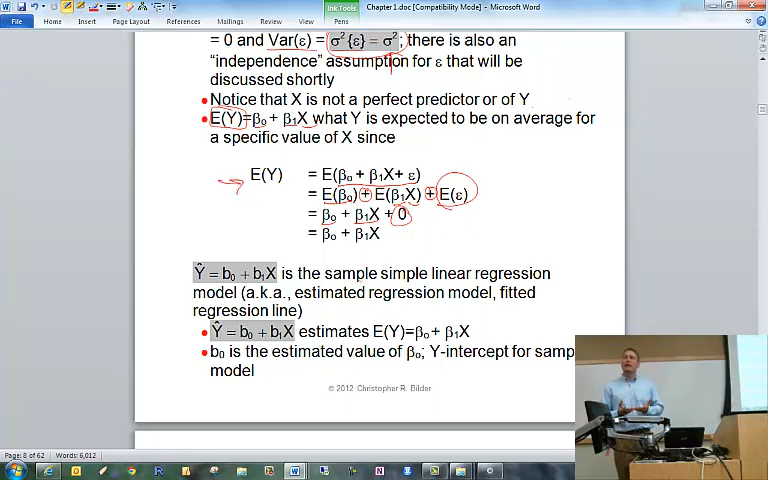 Chapter 1.doc [Compatibility Mode] - Microsoft Word
Ink Tools
File Home Insert Page Layout References Mailings Review View Pens
= 0 and Var(ε) = σ²{ε} = σ²; there is also an
“independence” assumption for ε that will be
discussed shortly
•Notice that X is not a perfect predictor or of Y
•E(Y)=β₀ + β₁X what Y is expected to be on average for
a specific value of X since
E(Y) = E(β₀ + β₁X + ε)
= E(β₀) + E(β₁X) + E(ε)
= β₀ + β₁X + 0
= β₀ + β₁X
Ŷ = b₀ + b₁X is the sample simple linear regression
model (a.k.a., estimated regression model, fitted
regression line)
•Ŷ = b₀ + b₁X estimates E(Y)=β₀ + β₁X
•b₀ is the estimated value of β₀; Y-intercept for samp
model
© 2012 Christopher R. Bilder
Page: 8 of 62 Words: 6,012